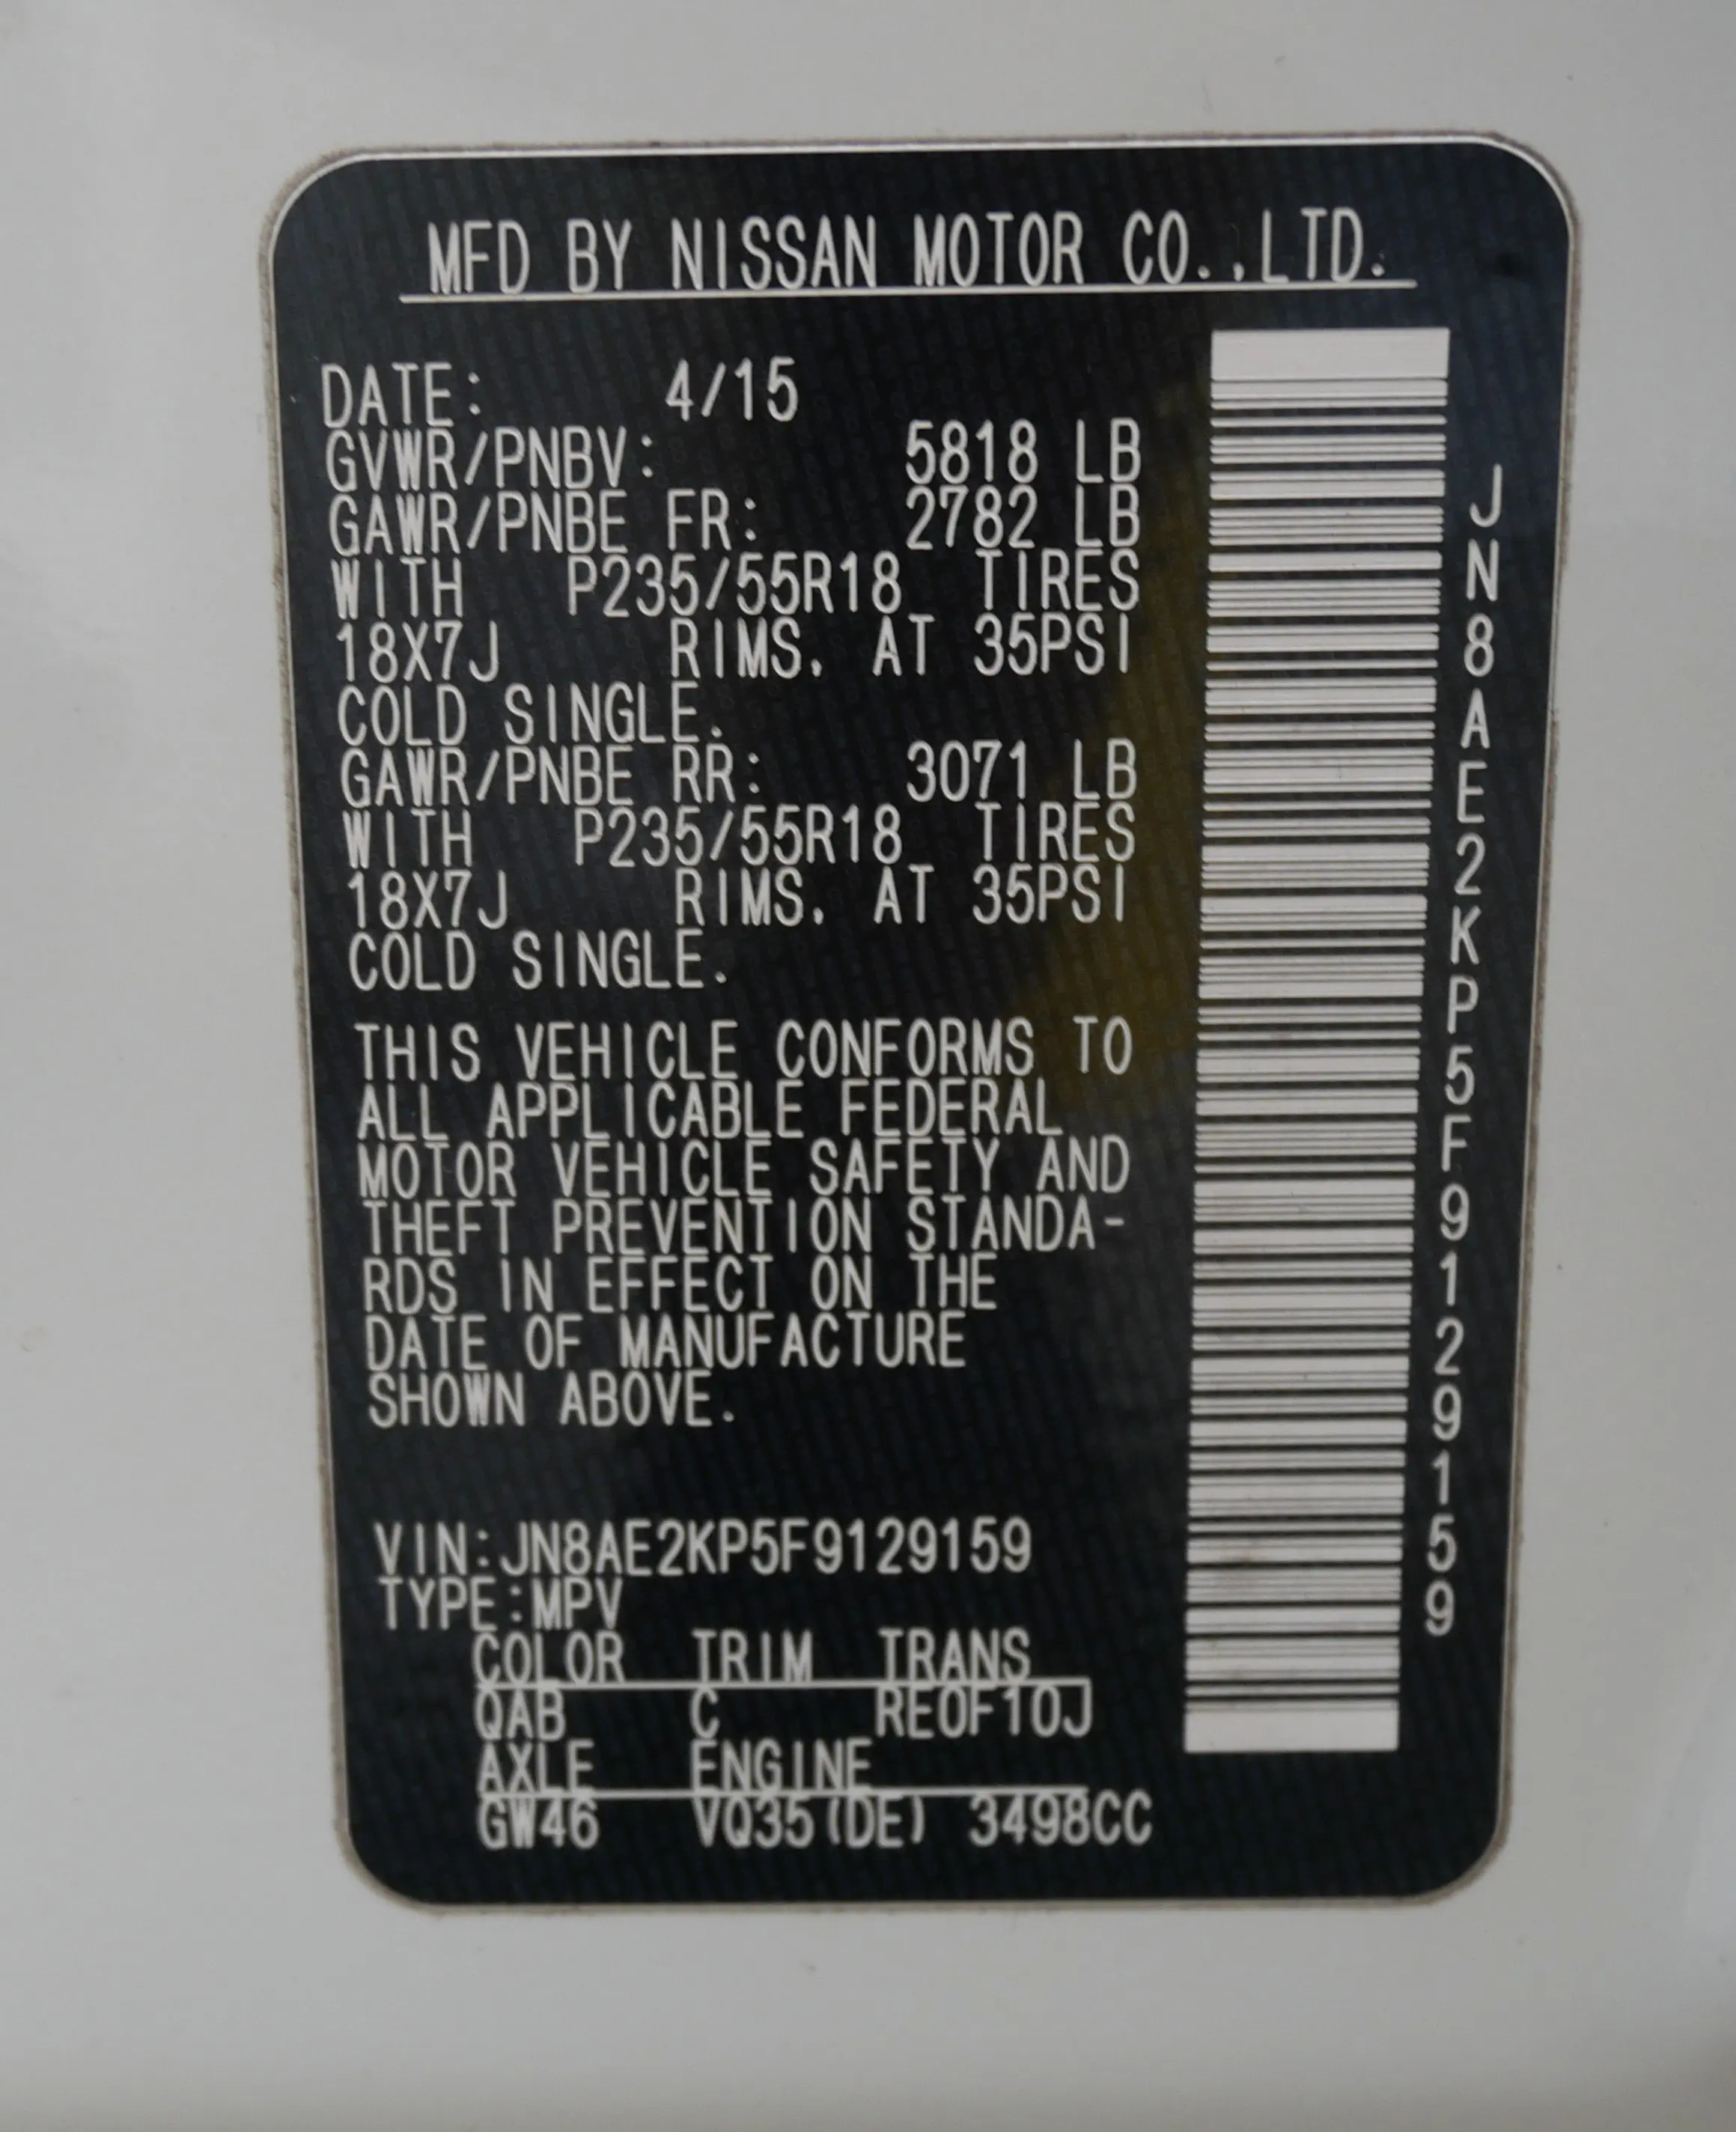 MFD BY NISSAN MOTOR CO.,LTD.
DATE: 4/15
GVWR/PNBV: 5818 LB
GAWR/PNBE FR: 2782 LB
WITH P235/55R18 TIRES
18X7J RIMS. AT 35PSI
COLD SINGLE.
GAWR/PNBE RR: 3071 LB
WITH P235/55R18 TIRES
18X7J RIMS. AT 35PSI
COLD SINGLE.
THIS VEHICLE CONFORMS TO
ALL APPLICABLE FEDERAL
MOTOR VEHICLE SAFETY AND
THEFT PREVENTION STANDA-
RDS IN EFFECT ON THE
DATE OF MANUFACTURE
SHOWN ABOVE.
VIN:JN8AE2KP5F9129159
TYPE:MPV
COLOR TRIM TRANS
QAB C RE0F10J
AXLE ENGINE
GW46 VQ35(DE) 3498CC
JN8AE2KP5F9129159